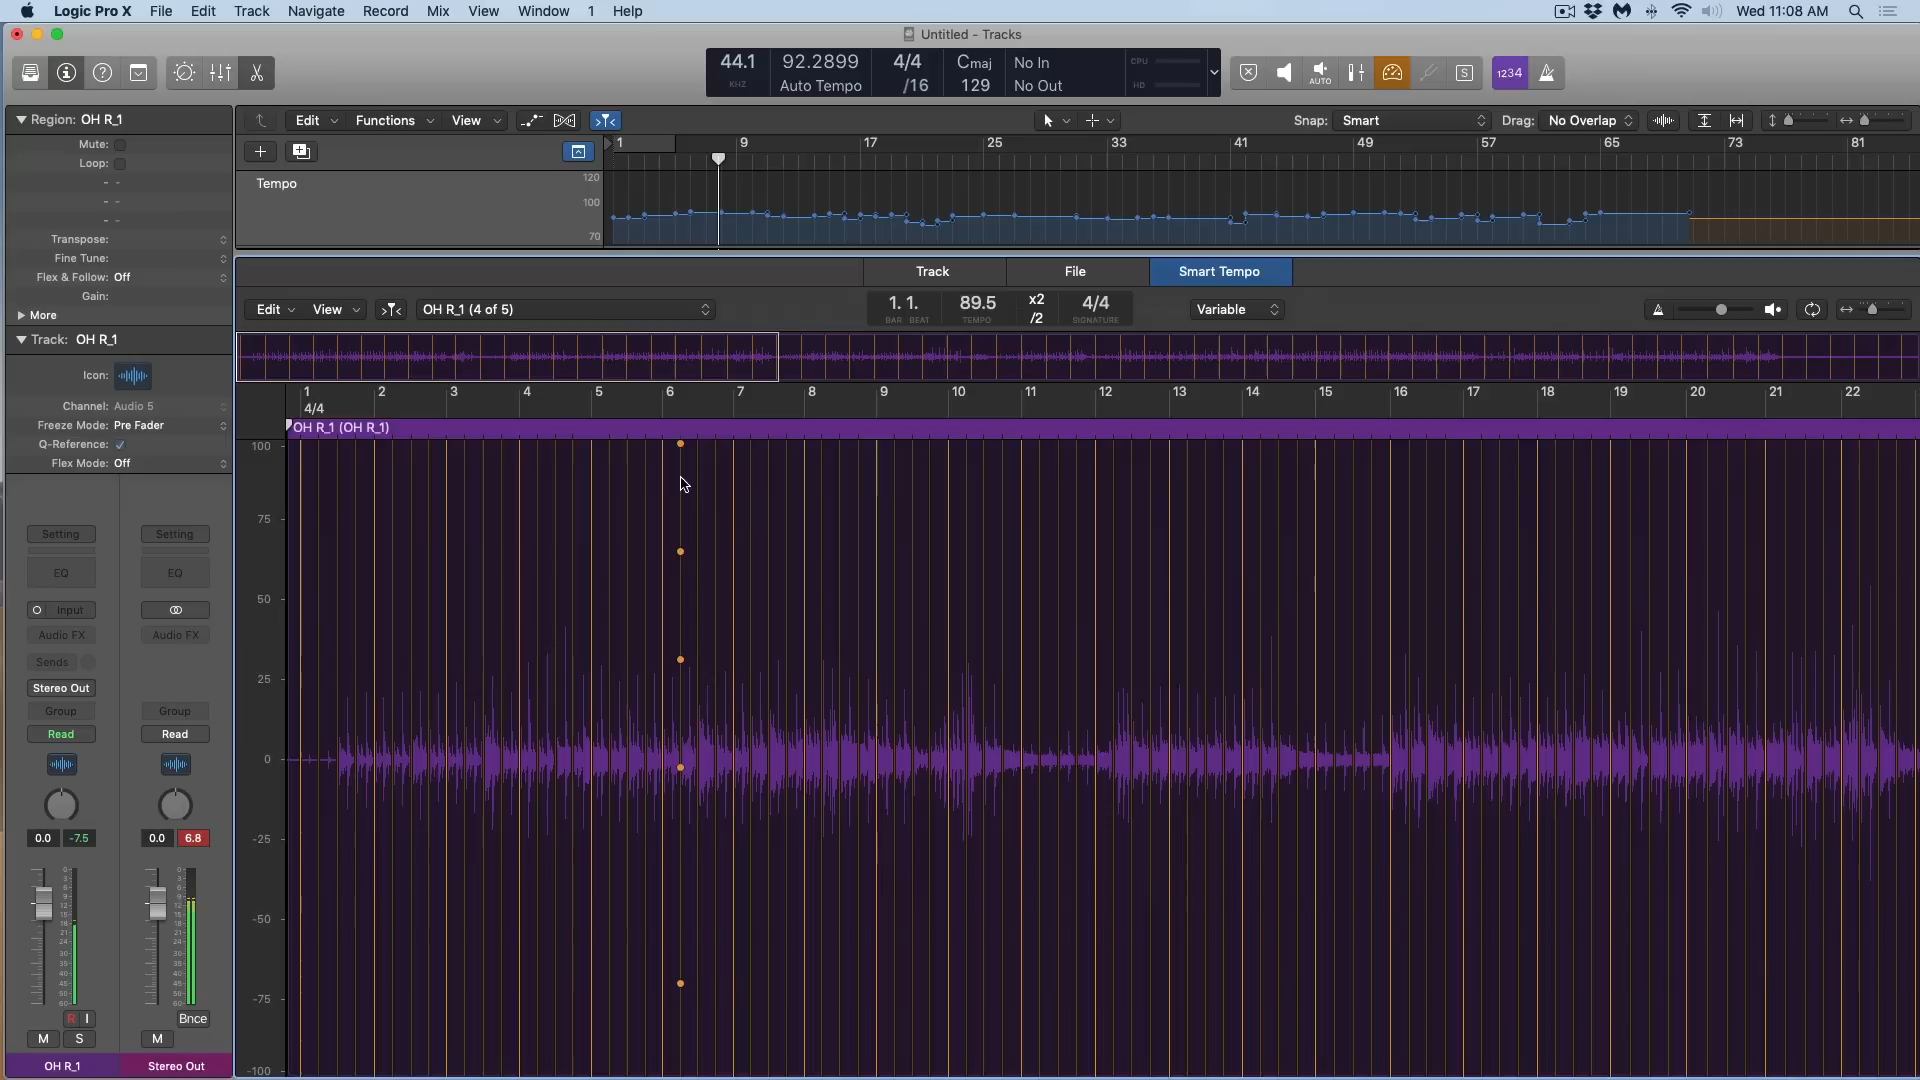 Logic Pro X File Edit Track Navigate Record Mix View Window 1 Help Wed 11:08 AM
Untitled - Tracks
44.1 92.2899 4/4 Cmaj No In CPU
KHZ Auto Tempo /16 129 No Out HD
AUTO S 1234
Region: OH R_1
Edit Functions View Snap: Smart Drag: No Overlap
Mute:
Loop:
1 9 17 25 33 41 49 57 65 73 81
Tempo
120
100
70
Transpose:
Fine Tune:
Flex & Follow: Off
Gain:
More
Track File Smart Tempo
Edit View OH R_1 (4 of 5) 1. 1. 89.5 x2 4/4 Variable
BAR BEAT TEMPO /2 SIGNATURE
Track: OH R_1
Icon:
Channel: Audio 5
Freeze Mode: Pre Fader
Q-Reference:
Flex Mode: Off
1 2 3 4 5 6 7 8 9 10 11 12 13 14 15 16 17 18 19 20 21 22
4/4
OH R_1 (OH R_1)
100
75
50
25
0
-25
-50
-75
-100
Setting Setting
EQ EQ
Input
Audio FX Audio FX
Sends
Stereo Out
Group Group
Read Read
0.0 -7.5 0.0 6.8
R I Bnce
M S M
OH R_1 Stereo Out